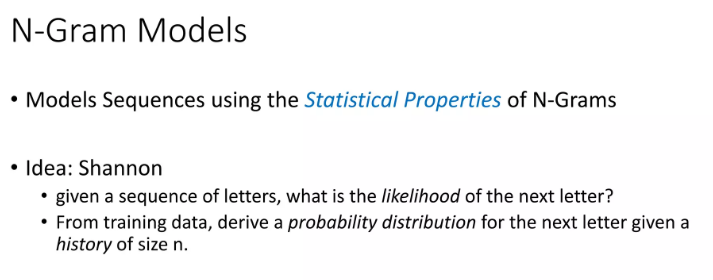 N-Gram Models
• Models Sequences using the Statistical Properties of N-Grams
• Idea: Shannon
• given a sequence of letters, what is the likelihood of the next letter?
• From training data, derive a probability distribution for the next letter given a
history of size n.